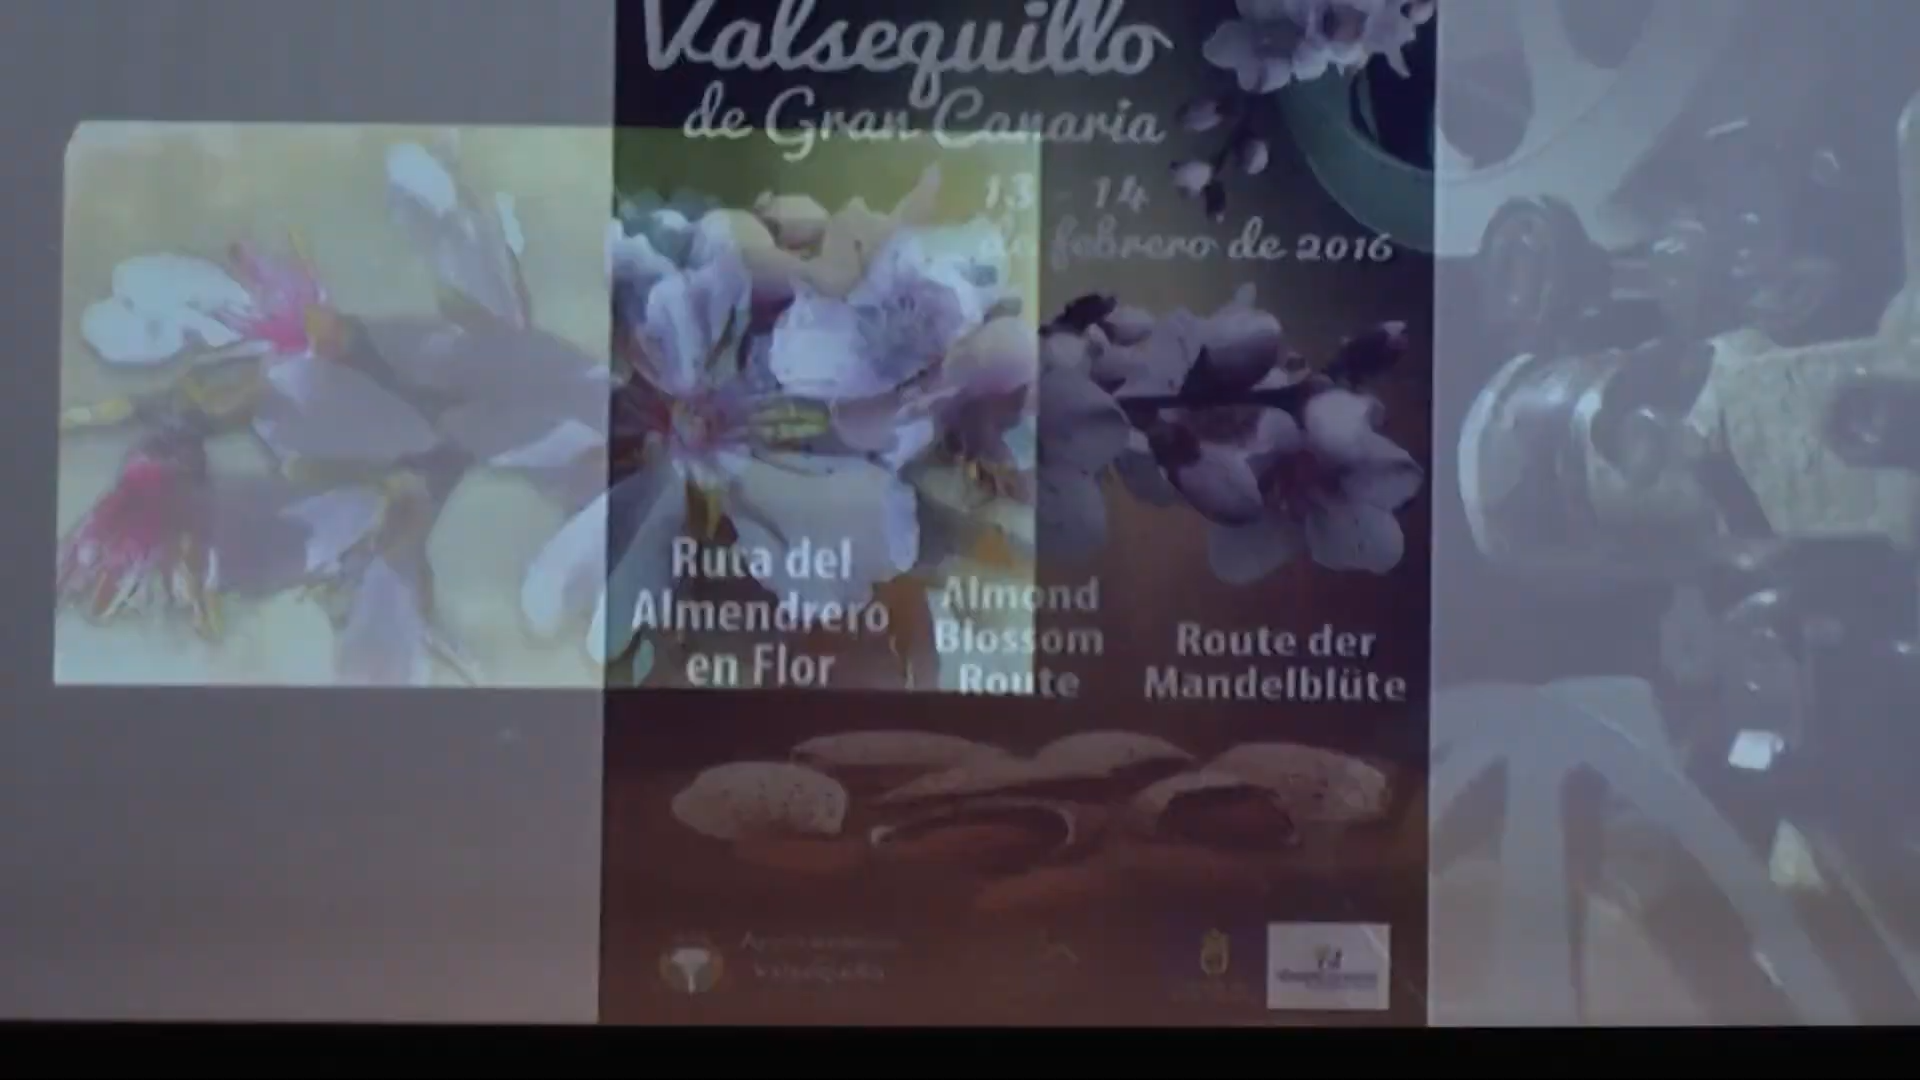 Valsequillo
de Gran Canaria
13 - 14
de febrero de 2016
Ruta del
Almendrero
en Flor
Almond
Blossom
Route
Route der
Mandelblüte
Valsequillo